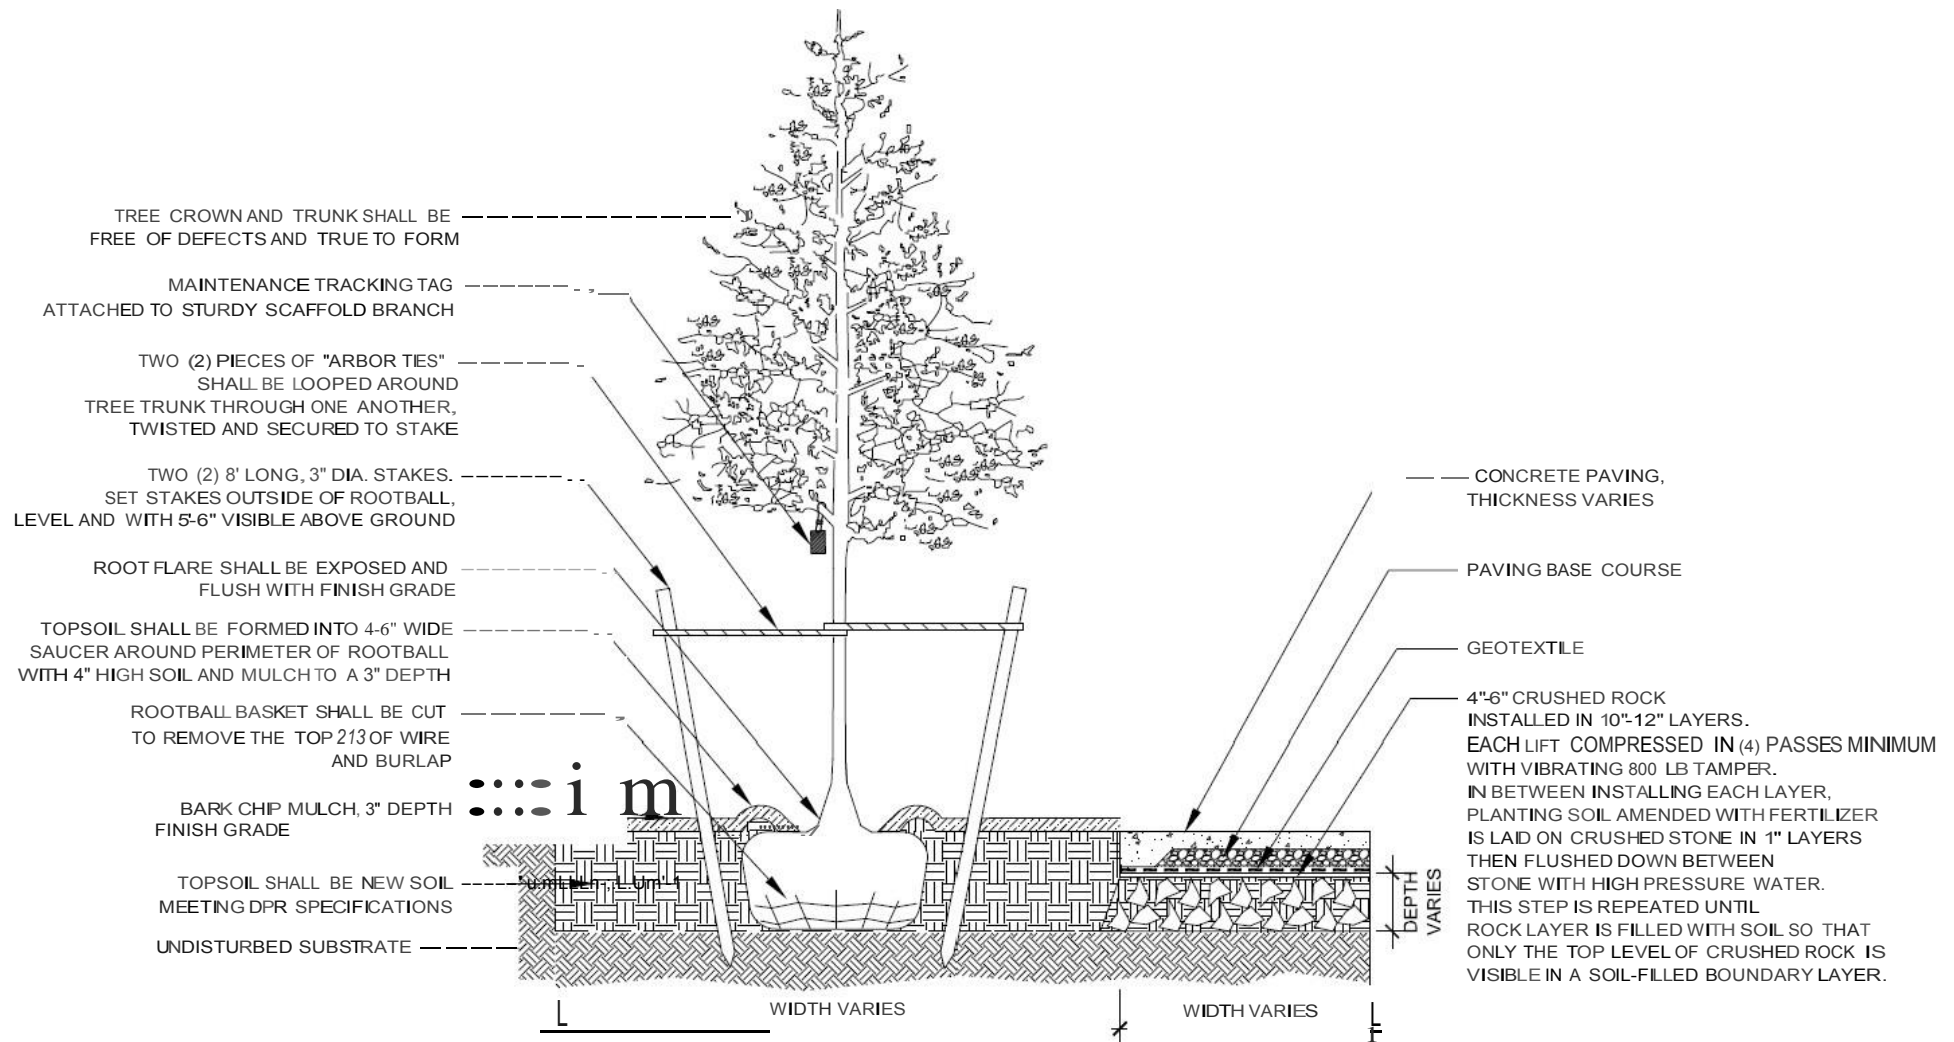 TREE CROWN AND TRUNK SHALL BE
FREE OF DEFECTS AND TRUE TO FORM
MAINTENANCE TRACKING TAG
ATTACHED TO STURDY SCAFFOLD BRANCH
TWO (2) PIECES OF "ARBOR TIES"
SHALL BE LOOPED AROUND
TREE TRUNK THROUGH ONE ANOTHER,
TWISTED AND SECURED TO STAKE
TWO (2) 8' LONG, 3" DIA. STAKES.
SET STAKES OUTSIDE OF ROOTBALL,
LEVEL AND WITH 5'-6" VISIBLE ABOVE GROUND
ROOT FLARE SHALL BE EXPOSED AND
FLUSH WITH FINISH GRADE
TOPSOIL SHALL BE FORMED INTO 4-6" WIDE
SAUCER AROUND PERIMETER OF ROOTBALL
WITH 4" HIGH SOIL AND MULCH TO A 3" DEPTH
ROOTBALL BASKET SHALL BE CUT
TO REMOVE THE TOP 213 OF WIRE
AND BURLAP
i m
BARK CHIP MULCH, 3" DEPTH
FINISH GRADE
TOPSOIL SHALL BE NEW SOIL
MEETING DPR SPECIFICATIONS
UNDISTURBED SUBSTRATE
WIDTH VARIES
WIDTH VARIES
DEPTH
VARIES
CONCRETE PAVING,
THICKNESS VARIES
PAVING BASE COURSE
GEOTEXTILE
4"-6" CRUSHED ROCK
INSTALLED IN 10"-12" LAYERS.
EACH LIFT COMPRESSED IN (4) PASSES MINIMUM
WITH VIBRATING 800 LB TAMPER.
IN BETWEEN INSTALLING EACH LAYER,
PLANTING SOIL AMENDED WITH FERTILIZER
IS LAID ON CRUSHED STONE IN 1" LAYERS
THEN FLUSHED DOWN BETWEEN
STONE WITH HIGH PRESSURE WATER.
THIS STEP IS REPEATED UNTIL
ROCK LAYER IS FILLED WITH SOIL SO THAT
ONLY THE TOP LEVEL OF CRUSHED ROCK IS
VISIBLE IN A SOIL-FILLED BOUNDARY LAYER.